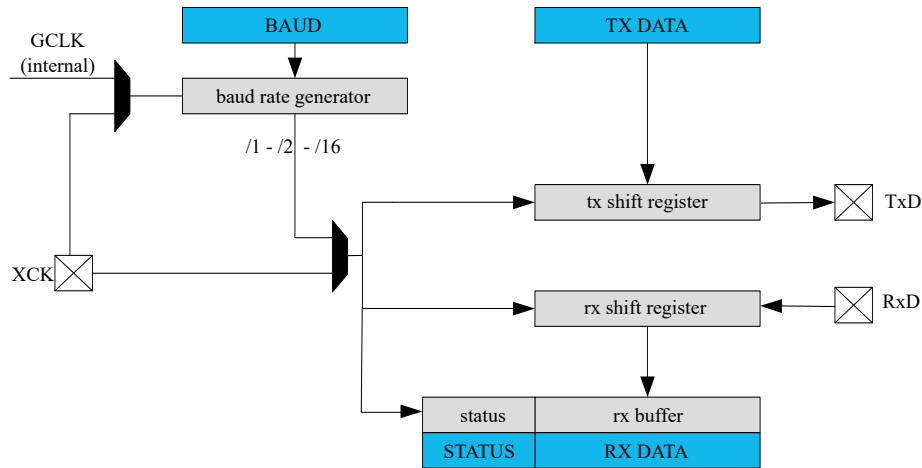 BAUD
TX DATA
GCLK
(internal)
baud rate generator
/1 - /2 - /16
tx shift register
TxD
XCK
rx shift register
RxD
status
rx buffer
STATUS
RX DATA